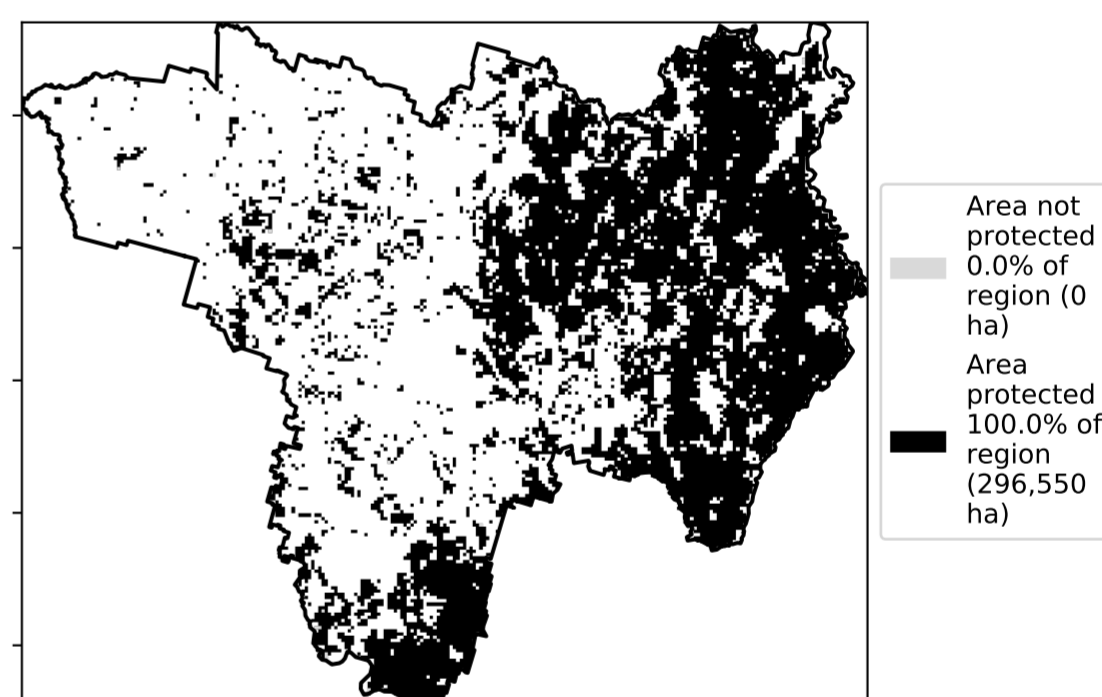 Area not
protected
0.0% of
region (0
ha)
Area
protected
100.0% of
region
(296,550
ha)